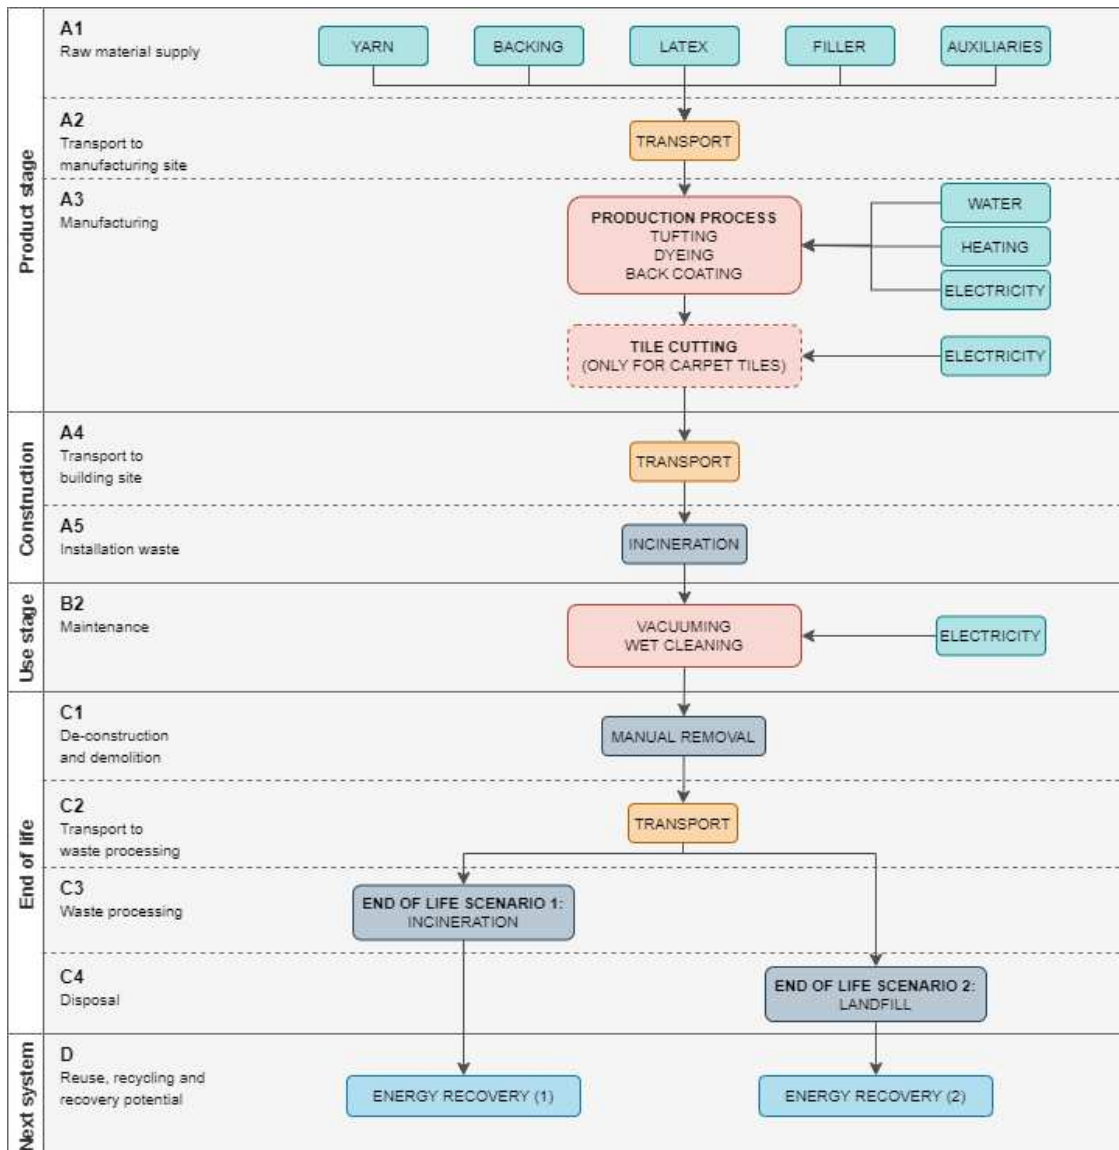 Product stage
A1
Raw material supply
YARN
BACKING
LATEX
FILLER
AUXILIARIES
A2
Transport to
manufacturing site
TRANSPORT
A3
Manufacturing
PRODUCTION PROCESS
TUFTING
DYEING
BACK COATING
WATER
HEATING
ELECTRICITY
TILE CUTTING
(ONLY FOR CARPET TILES)
ELECTRICITY
Construction
A4
Transport to
building site
TRANSPORT
A5
Installation waste
INCINERATION
Use stage
B2
Maintenance
VACUUMING
WET CLEANING
ELECTRICITY
End of life
C1
De-construction
and demolition
MANUAL REMOVAL
C2
Transport to
waste processing
TRANSPORT
C3
Waste processing
END OF LIFE SCENARIO 1:
INCINERATION
C4
Disposal
END OF LIFE SCENARIO 2:
LANDFILL
Next system
D
Reuse, recycling and
recovery potential
ENERGY RECOVERY (1)
ENERGY RECOVERY (2)